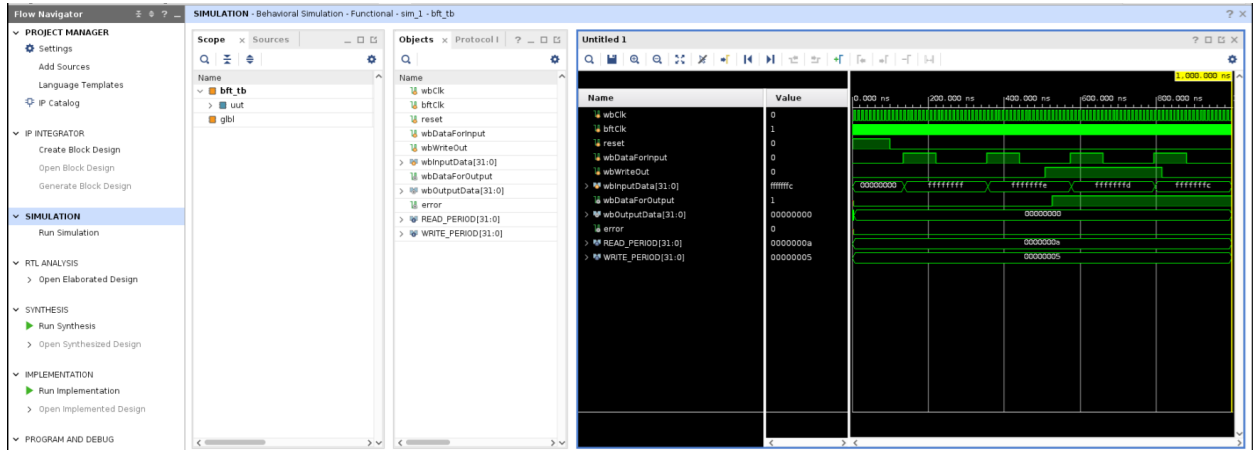 Flow Navigator
SIMULATION - Behavioral Simulation - Functional - sim_1 - bft_tb
PROJECT MANAGER
Settings
Add Sources
Language Templates
IP Catalog
IP INTEGRATOR
Create Block Design
Open Block Design
Generate Block Design
SIMULATION
Run Simulation
RTL ANALYSIS
Open Elaborated Design
SYNTHESIS
Run Synthesis
Open Synthesized Design
IMPLEMENTATION
Run Implementation
Open Implemented Design
PROGRAM AND DEBUG
Scope Sources
Name
bft_tb
uut
glbl
Objects Protocol I
Name
wbClk
bftClk
reset
wbDataForInput
wbWriteOut
wbInputData[31:0]
wbDataForOutput
wbOutputData[31:0]
error
READ_PERIOD[31:0]
WRITE_PERIOD[31:0]
Untitled 1
1,000.000 ns
Name Value 0.000 ns 200.000 ns 400.000 ns 600.000 ns 800.000 ns
wbClk 0
bftClk 1
reset 0
wbDataForInput 0
wbWriteOut 0
wbInputData[31:0] fffffffc 00000000 ffffffff fffffffe fffffffd fffffffc
wbDataForOutput 1
wbOutputData[31:0] 00000000 00000000
error 0
READ_PERIOD[31:0] 0000000a 0000000a
WRITE_PERIOD[31:0] 00000005 00000005